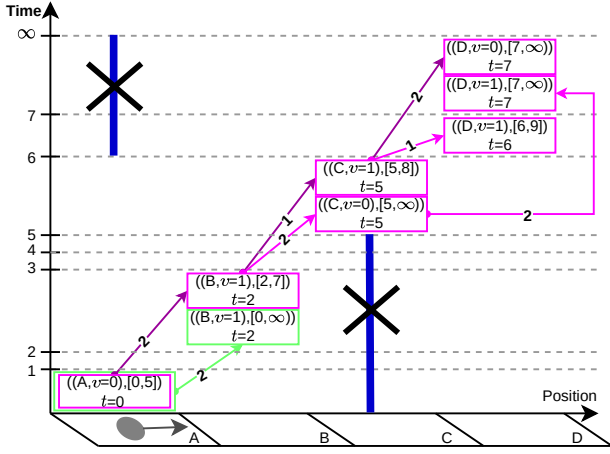 Time
∞
((D,v=0),[7,∞))
t=7
((D,v=1),[7,∞))
t=7
2
7
((D,v=1),[6,9])
t=6
1
6
((C,v=1),[5,8])
t=5
((C,v=0),[5,∞))
t=5
2
1
2
5
4
3
((B,v=1),[2,7])
t=2
((B,v=1),[0,∞))
t=2
2
2
2
1
((A,v=0),[0,5])
t=0
Position
A B C D